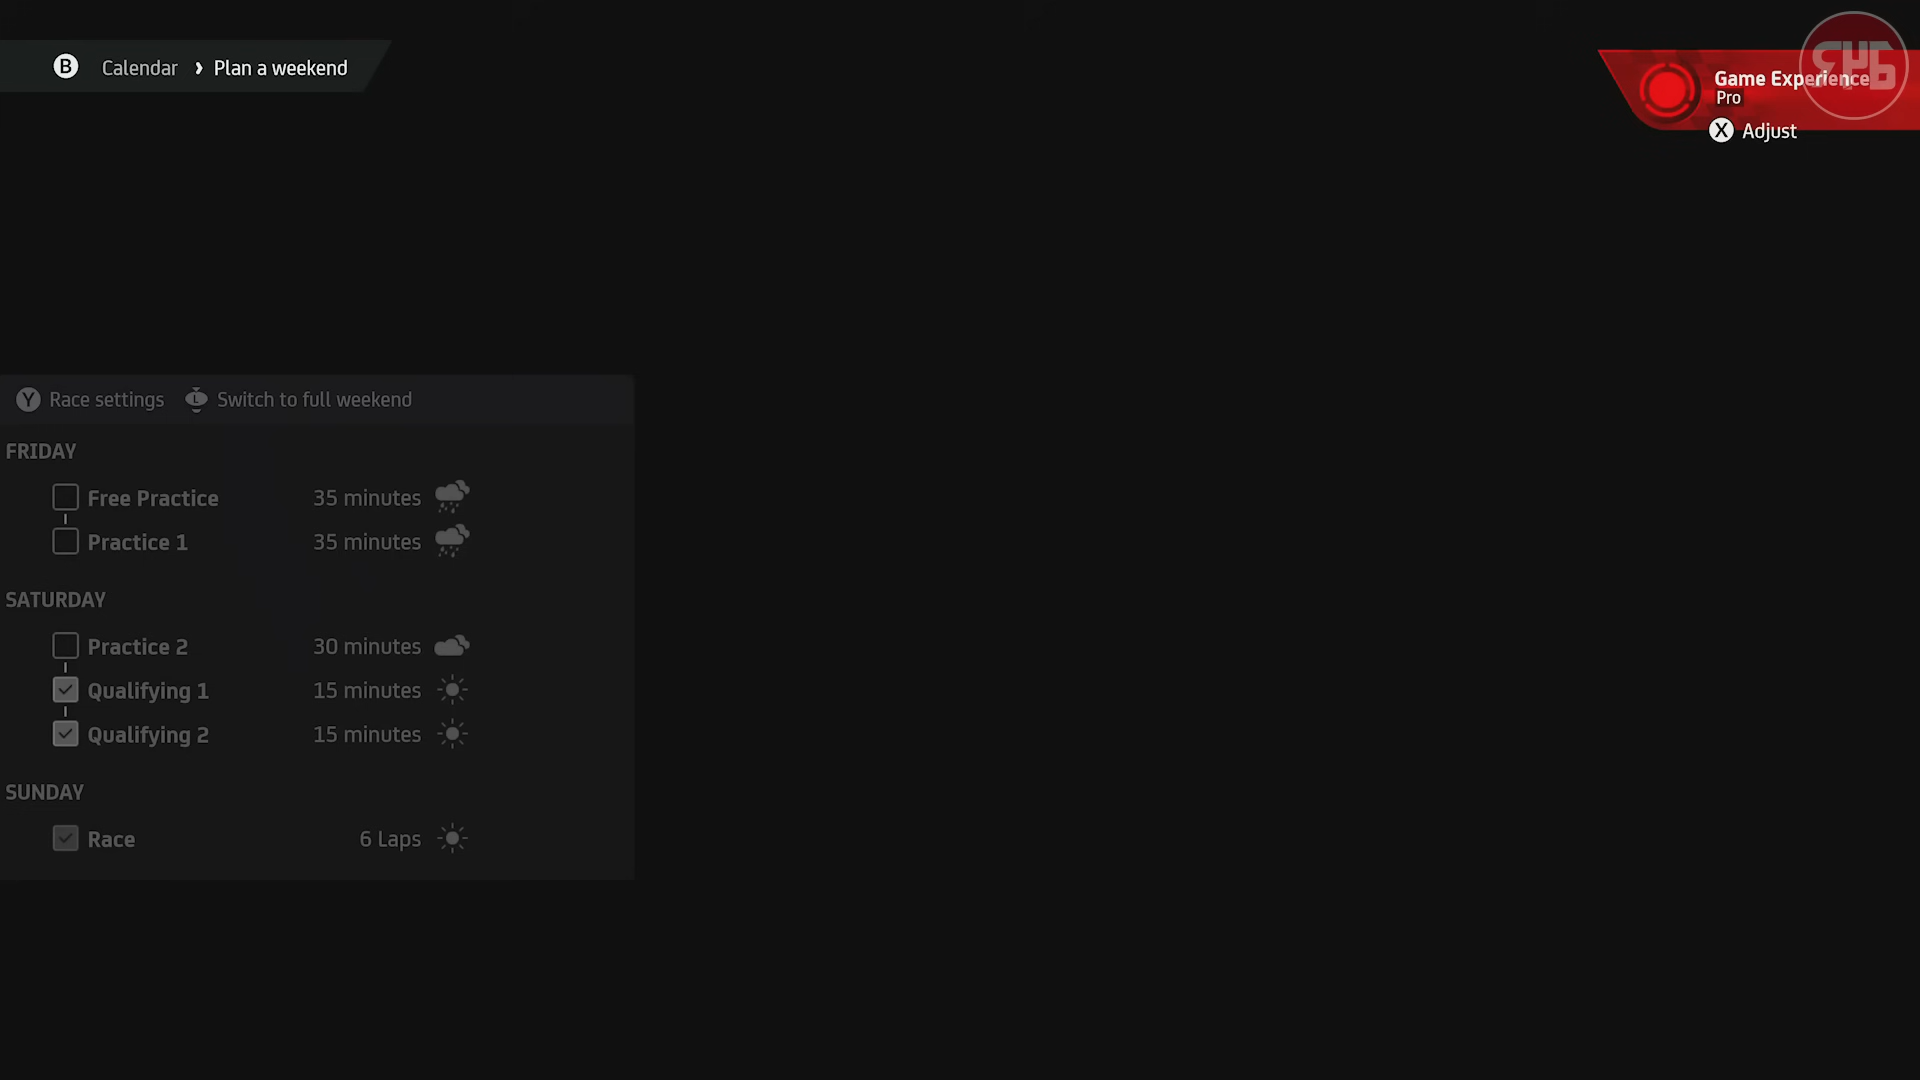 B Calendar › Plan a weekend
Game Experience
Pro
X Adjust
Y Race settings L Switch to full weekend
FRIDAY
Free Practice 35 minutes
Practice 1 35 minutes
SATURDAY
Practice 2 30 minutes
Qualifying 1 15 minutes
Qualifying 2 15 minutes
SUNDAY
Race 6 Laps